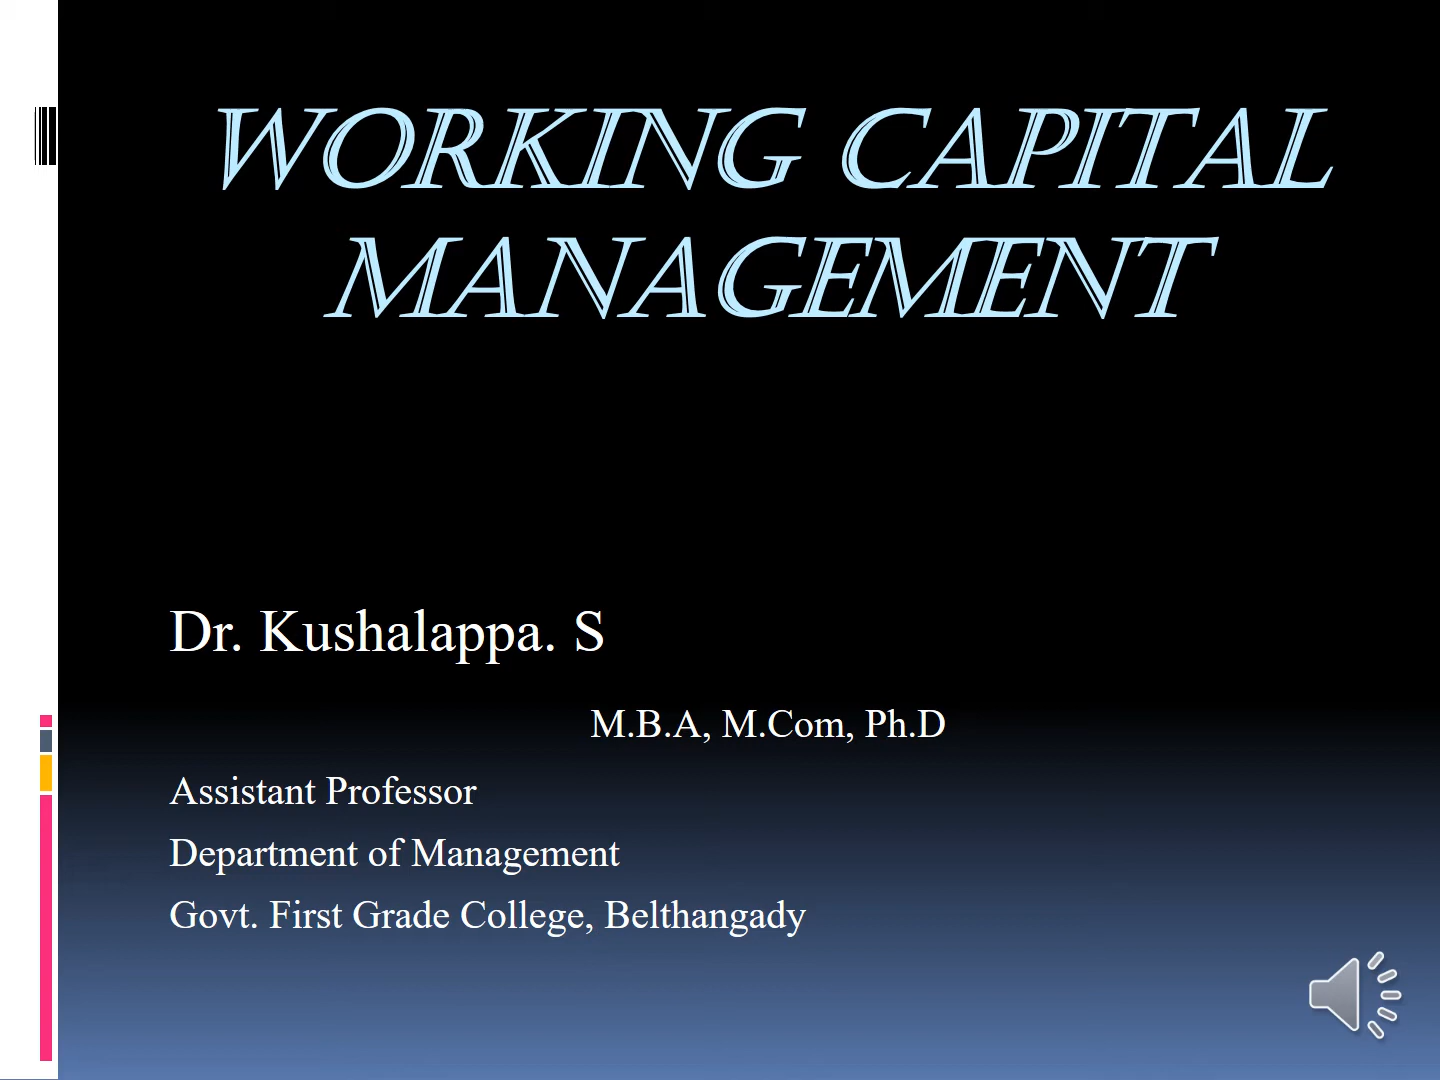 WORKING CAPITAL
MANAGEMENT
Dr. Kushalappa. S
M.B.A, M.Com, Ph.D
Assistant Professor
Department of Management
Govt. First Grade College, Belthangady